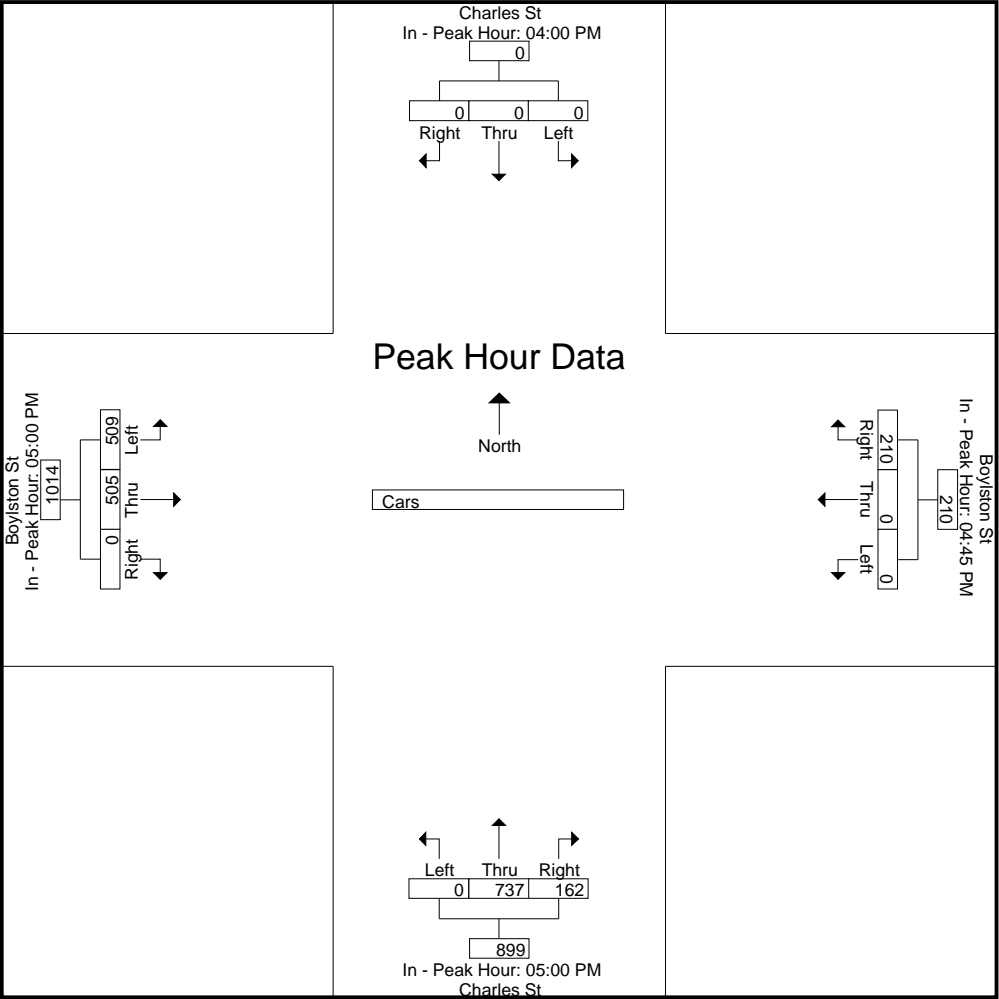 Charles St
In - Peak Hour: 04:00 PM
0
0 0 0
Right Thru Left
Peak Hour Data
North
Cars
Boylston St
In - Peak Hour: 05:00 PM
1014
509 505 0
Left Thru Right
Boylston St
In - Peak Hour: 04:45 PM
210
210 0 0
Right Thru Left
Left Thru Right
0 737 162
899
In - Peak Hour: 05:00 PM
Charles St